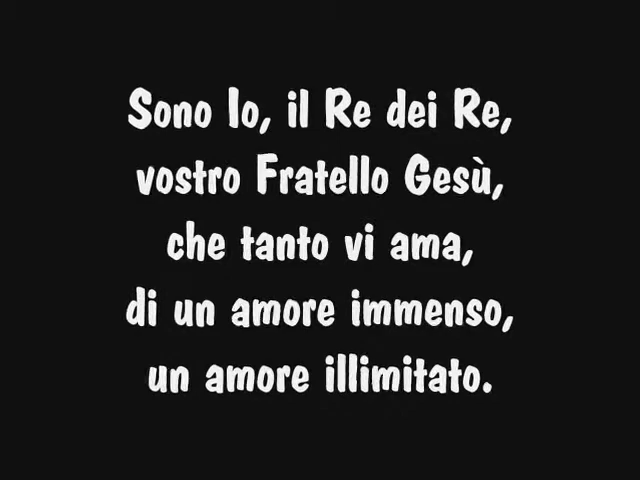 Sono Io, il Re dei Re,
vostro Fratello Gesù,
che tanto vi ama,
di un amore immenso,
un amore illimitato.